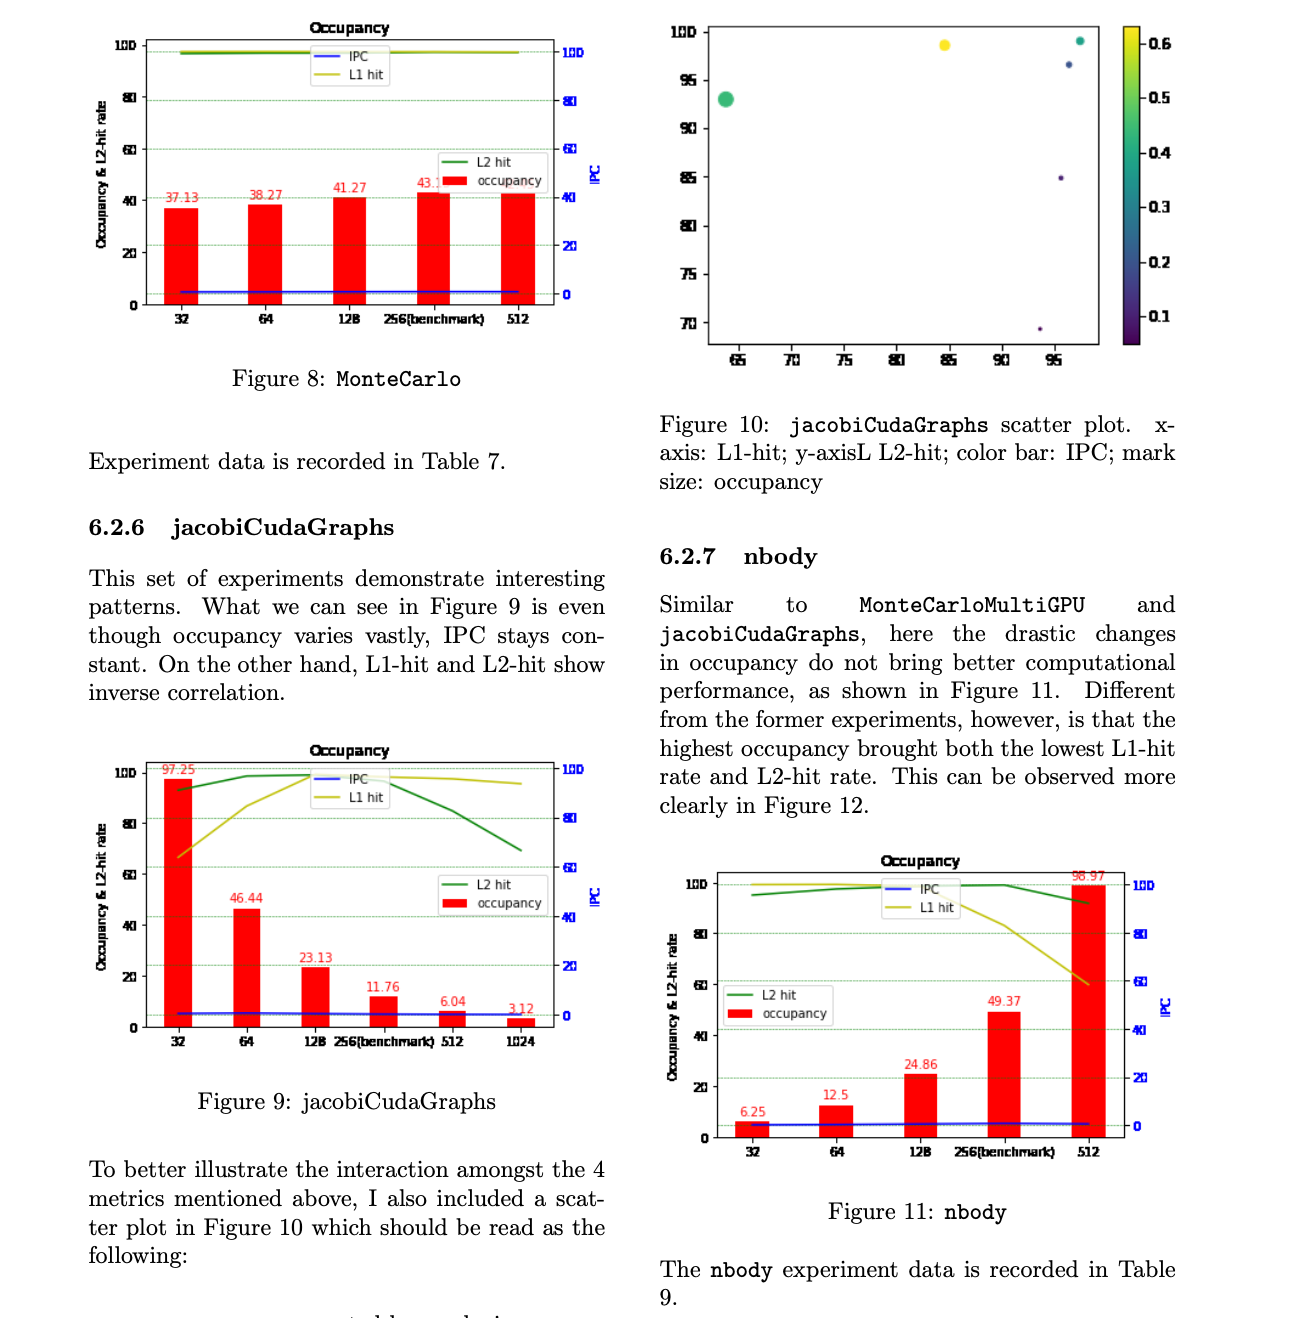 Occupancy
100
80
60
40
20
0
Occupancy & L2-hit rate
IPC
L1 hit
L2 hit
occupancy
37.13
38.27
41.27
100
80
60
40
20
0
IPC
32
64
128
256(benchmark)
512
Figure 8: MonteCarlo
Experiment data is recorded in Table 7.
6.2.6 jacobiCudaGraphs
This set of experiments demonstrate interesting
patterns. What we can see in Figure 9 is even
though occupancy varies vastly, IPC stays con-
stant. On the other hand, L1-hit and L2-hit show
inverse correlation.
Occupancy
100
80
60
40
20
0
Occupancy & L2-hit rate
IPC
L1 hit
L2 hit
occupancy
97.25
46.44
23.13
11.76
6.04
3.12
100
80
60
40
20
0
IPC
32
64
128
256(benchmark)
512
1024
Figure 9: jacobiCudaGraphs
To better illustrate the interaction amongst the 4
metrics mentioned above, I also included a scat-
ter plot in Figure 10 which should be read as the
following:
100
95
90
85
80
75
70
65
70
75
80
85
90
95
0.6
0.5
0.4
0.3
0.2
0.1
Figure 10: jacobiCudaGraphs scatter plot. x-
axis: L1-hit; y-axisL L2-hit; color bar: IPC; mark
size: occupancy
6.2.7 nbody
Similar to MonteCarloMultiGPU and
jacobiCudaGraphs, here the drastic changes
in occupancy do not bring better computational
performance, as shown in Figure 11. Different
from the former experiments, however, is that the
highest occupancy brought both the lowest L1-hit
rate and L2-hit rate. This can be observed more
clearly in Figure 12.
Occupancy
100
80
60
40
20
0
Occupancy & L2-hit rate
IPC
L1 hit
L2 hit
occupancy
6.25
12.5
24.86
49.37
98.97
100
80
60
40
20
0
IPC
32
64
128
256(benchmark)
512
Figure 11: nbody
The nbody experiment data is recorded in Table
9.